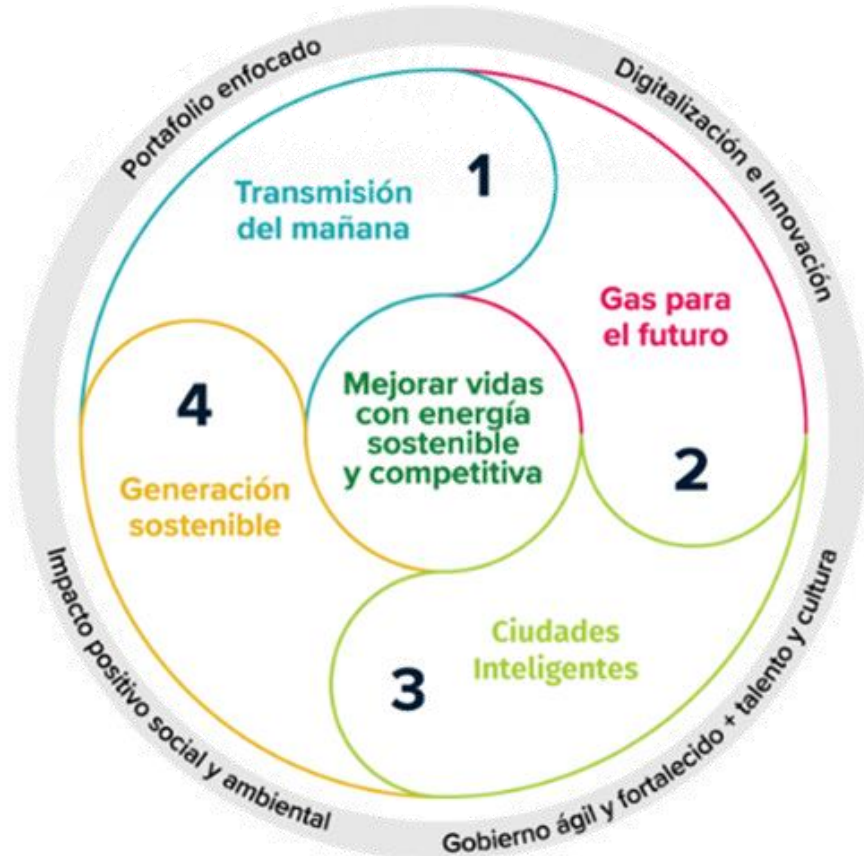 Portafolio enfocado
Digitalización e Innovación
1
Transmisión
del mañana
Gas para
el futuro
2
Mejorar vidas
con energía
sostenible
y competitiva
4
Generación
sostenible
Ciudades
Inteligentes
3
Impacto positivo social y ambiental
Gobierno ágil y fortalecido + talento y cultura